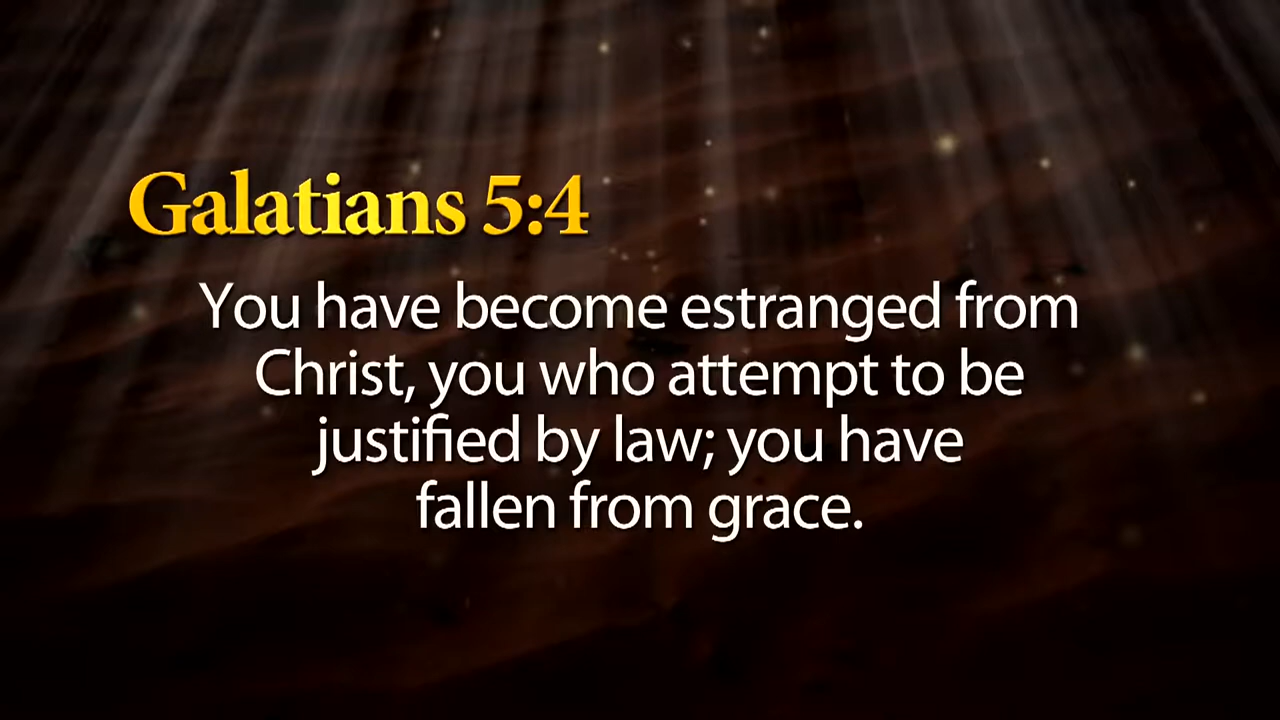 Galatians 5:4
You have become estranged from
Christ, you who attempt to be
justified by law; you have
fallen from grace.